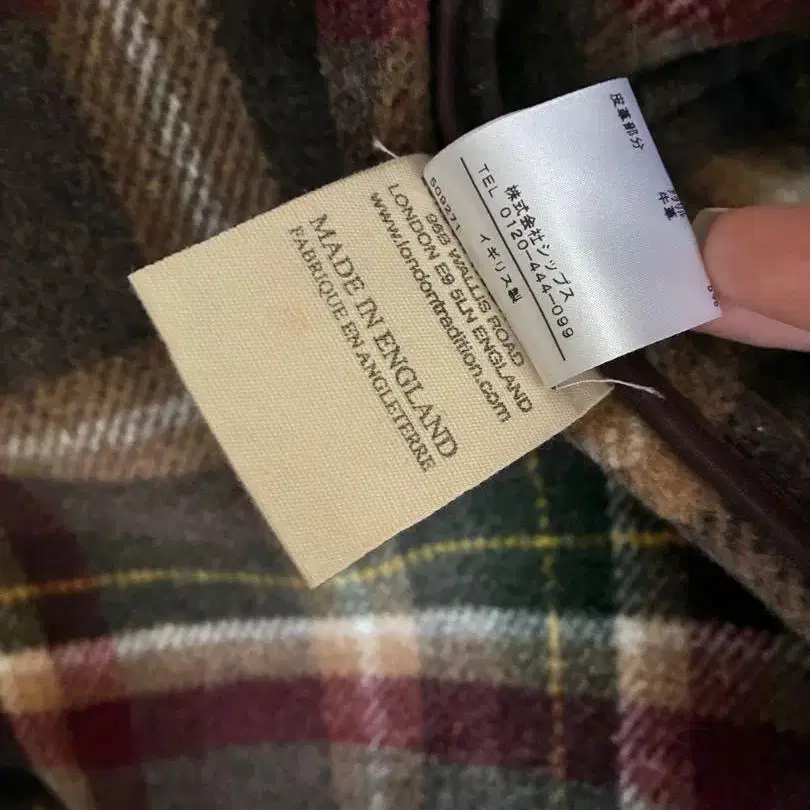 96B WALLIS ROAD
LONDON E9 5LN ENGLAND
www.londontradition.com
MADE IN ENGLAND
FABRIQUE EN ANGLETERRE
皮革部分
牛革
株式会社シップス
TEL 0120-444-099
イギリス製